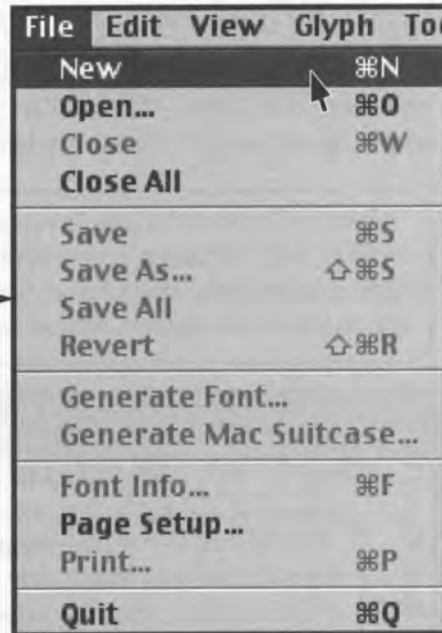 File Edit View Glyph Too
New ⌘N
Open... ⌘O
Close ⌘W
Close All
Save ⌘S
Save As... ⇧⌘S
Save All
Revert ⇧⌘R
Generate Font...
Generate Mac Suitcase...
Font Info... ⌘F
Page Setup...
Print... ⌘P
Quit ⌘Q